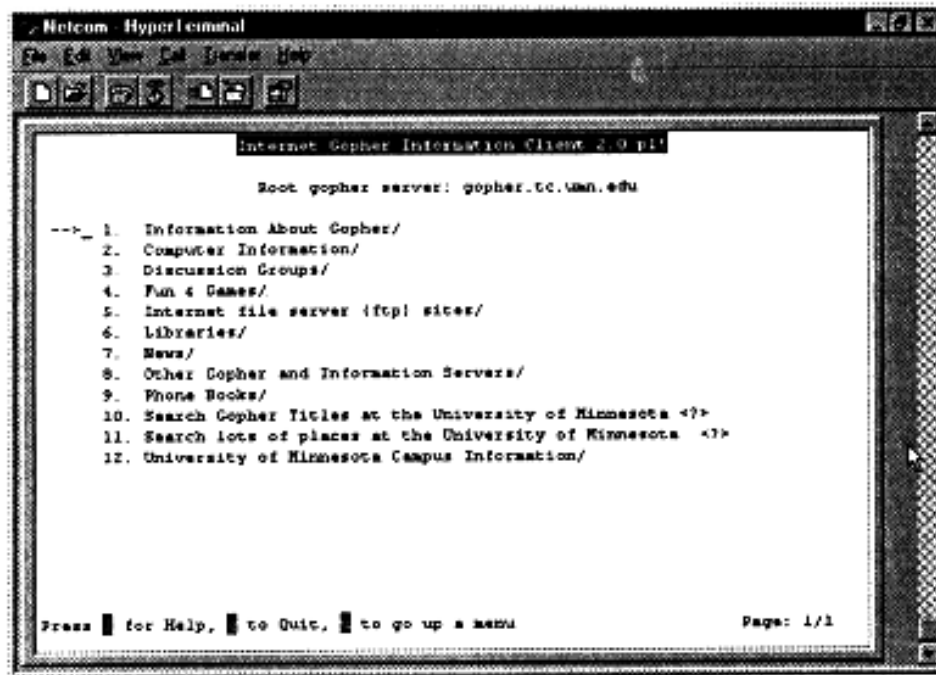 Netcom - HyperTerminal
File Edit View Call Transfer Help
Internet Gopher Information Client 2.0
Root gopher server: gopher.tc.umn.edu
-->_ 1. Information About Gopher/
2. Computer Information/
3. Discussion Groups/
4. Fun & Games/
5. Internet file server (ftp) sites/
6. Libraries/
7. News/
8. Other Gopher and Information Servers/
9. Phone Books/
10. Search Gopher Titles at the University of Minnesota <?>
11. Search lots of places at the University of Minnesota <?>
12. University of Minnesota Campus Information/
Press for Help, to Quit, to go up a menu
Page: 1/1